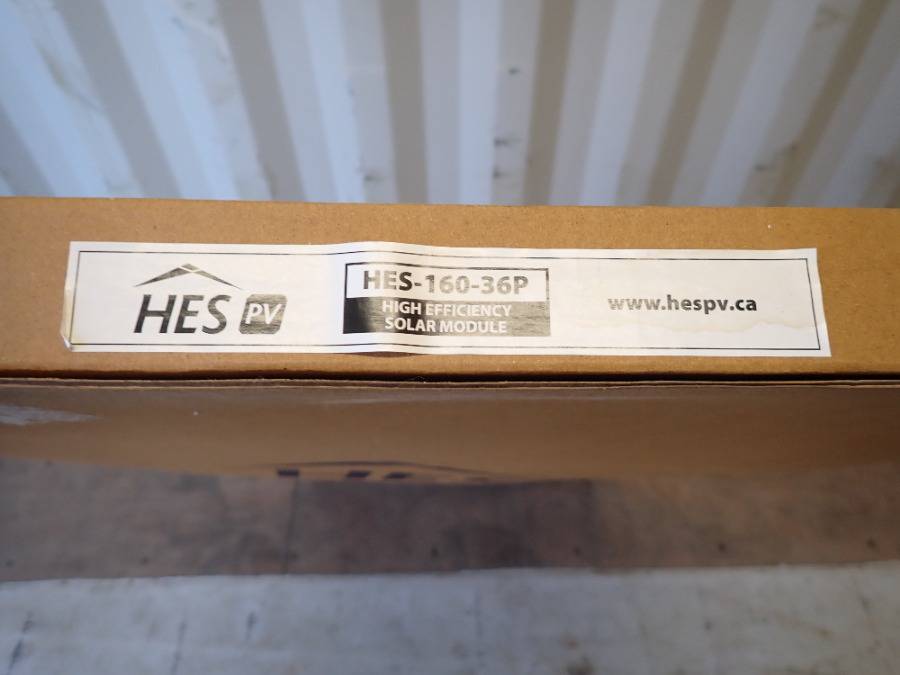 HES PV
HES-160-36P
HIGH EFFICIENCY
SOLAR MODULE
www.hespv.ca